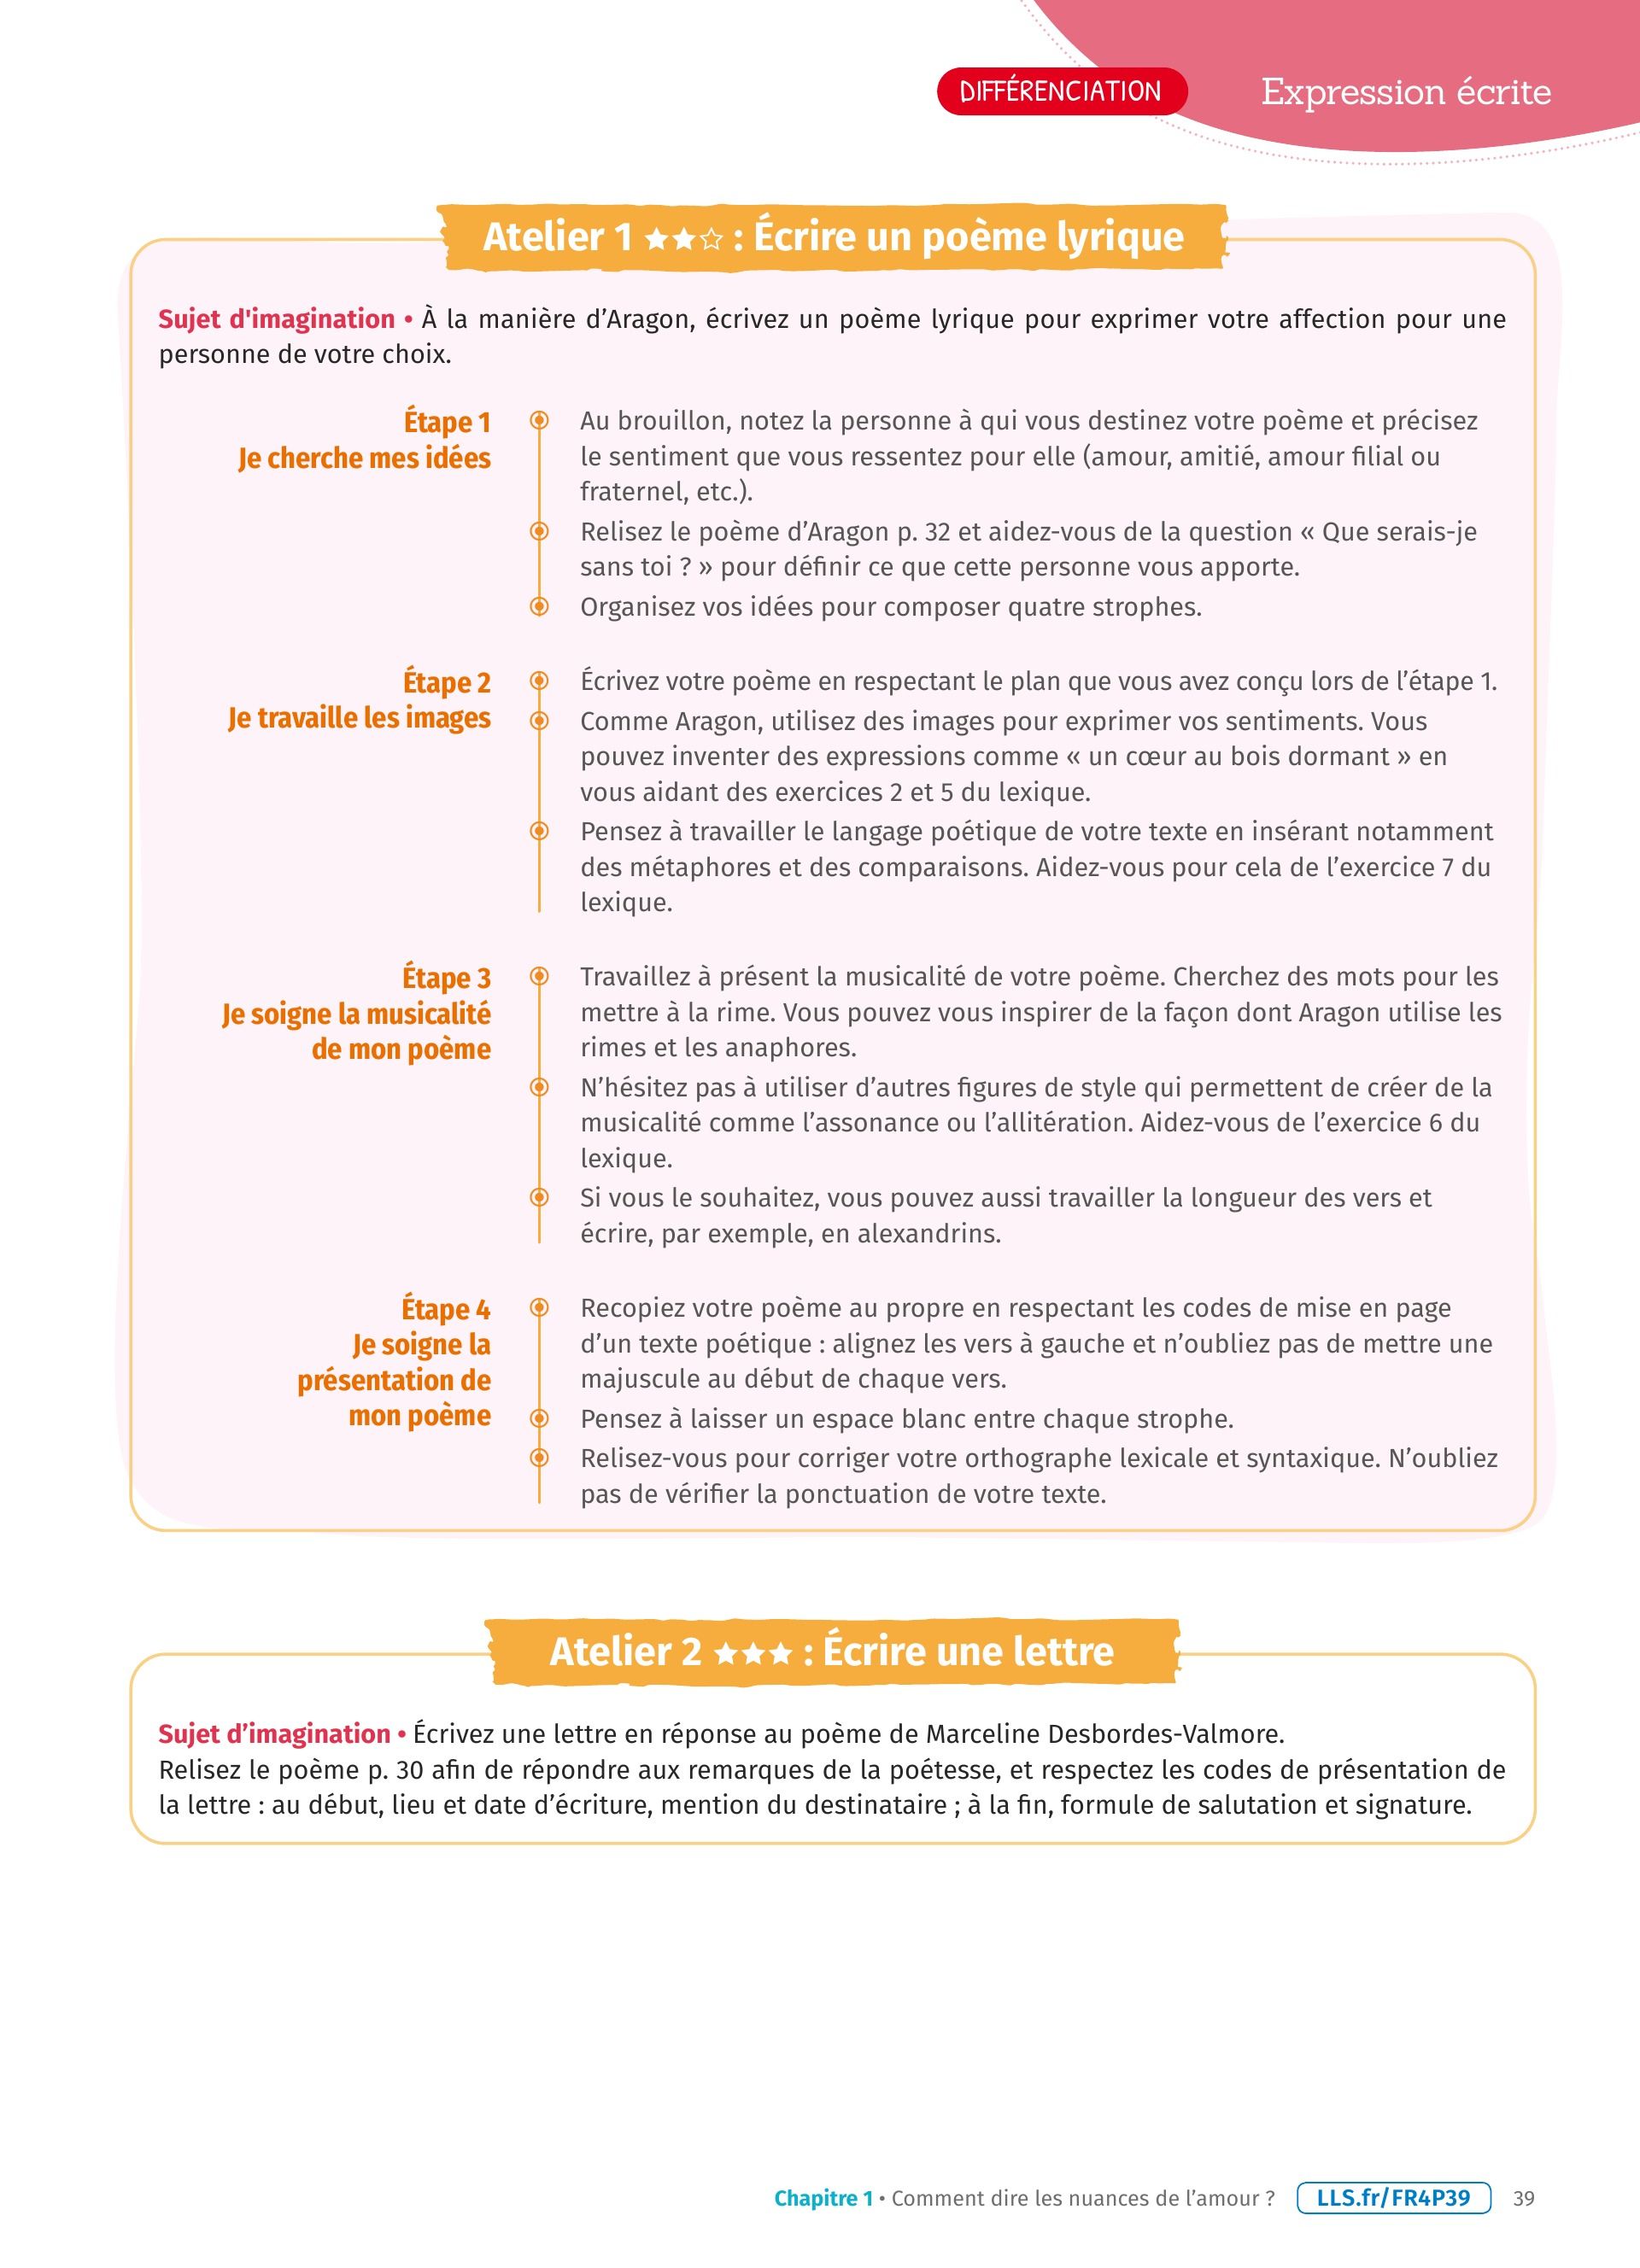 DIFFÉRENCIATION
Expression écrite
Atelier 1 ★★☆ : Écrire un poème lyrique
Sujet d'imagination • À la manière d’Aragon, écrivez un poème lyrique pour exprimer votre affection pour une
personne de votre choix.
Étape 1
Je cherche mes idées
Au brouillon, notez la personne à qui vous destinez votre poème et précisez
le sentiment que vous ressentez pour elle (amour, amitié, amour filial ou
fraternel, etc.).
Relisez le poème d’Aragon p. 32 et aidez-vous de la question « Que serais-je
sans toi ? » pour définir ce que cette personne vous apporte.
Organisez vos idées pour composer quatre strophes.
Étape 2
Je travaille les images
Écrivez votre poème en respectant le plan que vous avez conçu lors de l’étape 1.
Comme Aragon, utilisez des images pour exprimer vos sentiments. Vous
pouvez inventer des expressions comme « un cœur au bois dormant » en
vous aidant des exercices 2 et 5 du lexique.
Pensez à travailler le langage poétique de votre texte en insérant notamment
des métaphores et des comparaisons. Aidez-vous pour cela de l’exercice 7 du
lexique.
Étape 3
Je soigne la musicalité
de mon poème
Travaillez à présent la musicalité de votre poème. Cherchez des mots pour les
mettre à la rime. Vous pouvez vous inspirer de la façon dont Aragon utilise les
rimes et les anaphores.
N’hésitez pas à utiliser d’autres figures de style qui permettent de créer de la
musicalité comme l’assonance ou l’allitération. Aidez-vous de l’exercice 6 du
lexique.
Si vous le souhaitez, vous pouvez aussi travailler la longueur des vers et
écrire, par exemple, en alexandrins.
Étape 4
Je soigne la
présentation de
mon poème
Recopiez votre poème au propre en respectant les codes de mise en page
d’un texte poétique : alignez les vers à gauche et n’oubliez pas de mettre une
majuscule au début de chaque vers.
Pensez à laisser un espace blanc entre chaque strophe.
Relisez-vous pour corriger votre orthographe lexicale et syntaxique. N’oubliez
pas de vérifier la ponctuation de votre texte.
Atelier 2 ★★★ : Écrire une lettre
Sujet d’imagination • Écrivez une lettre en réponse au poème de Marceline Desbordes-Valmore.
Relisez le poème p. 30 afin de répondre aux remarques de la poétesse, et respectez les codes de présentation de
la lettre : au début, lieu et date d’écriture, mention du destinataire ; à la fin, formule de salutation et signature.
Chapitre 1 • Comment dire les nuances de l’amour ? LLS.fr/FR4P39 39